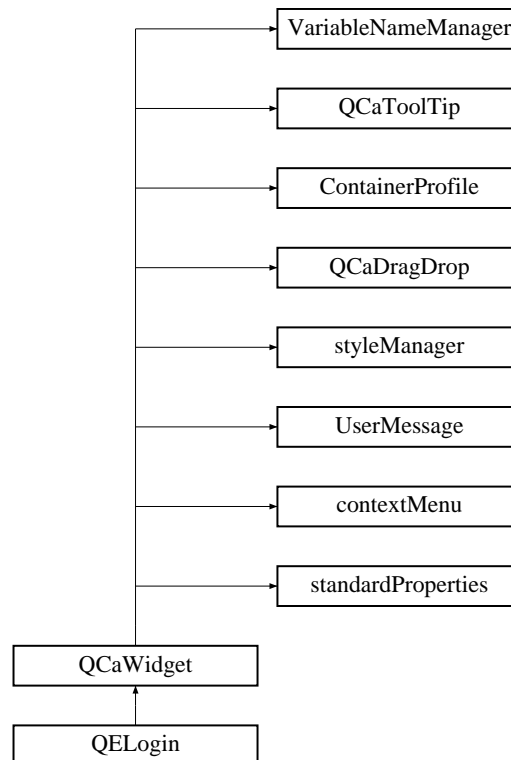 VariableNameManager
QCaToolTip
ContainerProfile
QCaDragDrop
styleManager
UserMessage
contextMenu
standardProperties
QCaWidget
QELogin